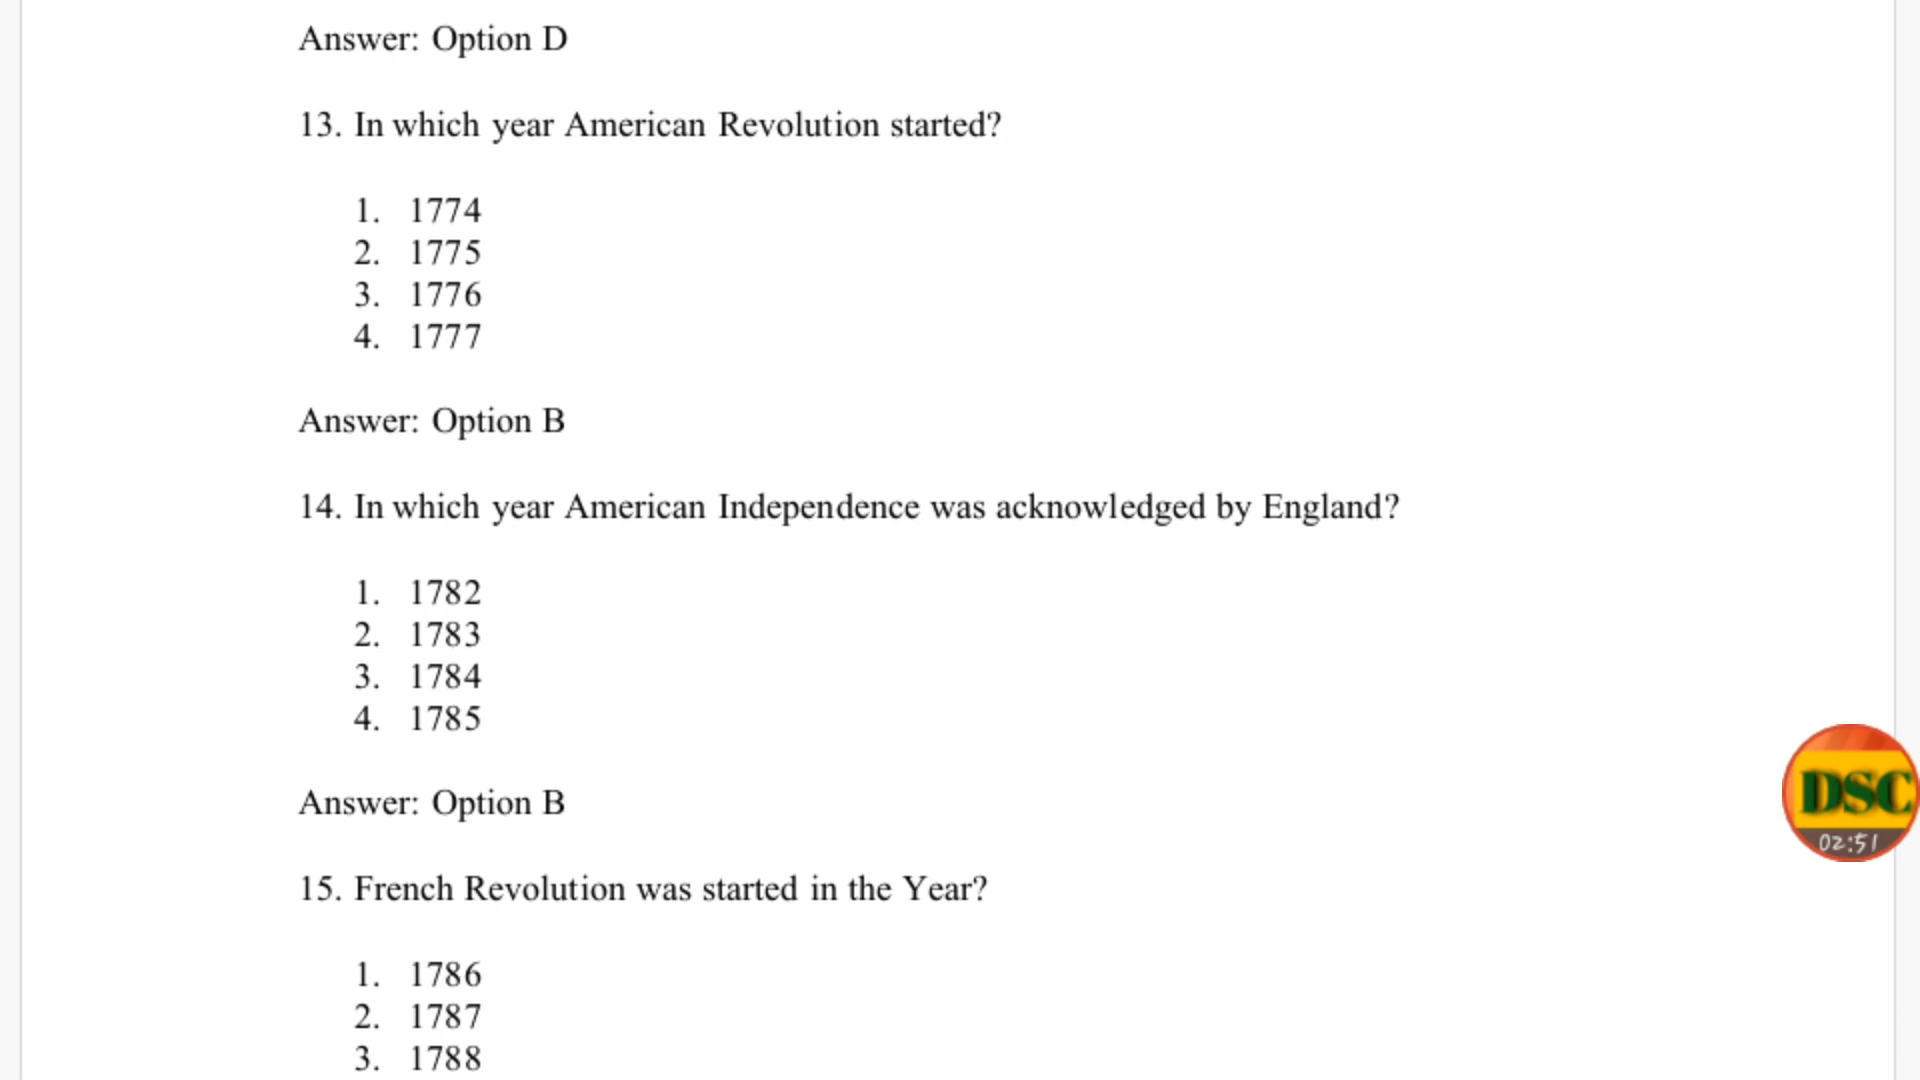 Answer: Option D
13. In which year American Revolution started?
1. 1774
2. 1775
3. 1776
4. 1777
Answer: Option B
14. In which year American Independence was acknowledged by England?
1. 1782
2. 1783
3. 1784
4. 1785
Answer: Option B
15. French Revolution was started in the Year?
1. 1786
2. 1787
3. 1788
DSC
02:51